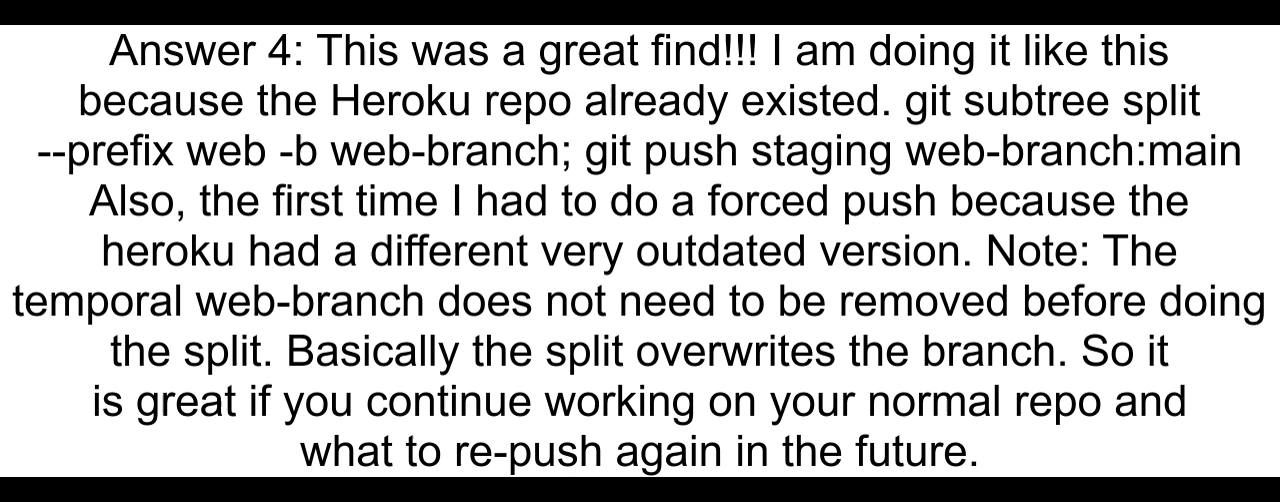 Answer 4: This was a great find!!! I am doing it like this
because the Heroku repo already existed. git subtree split
--prefix web -b web-branch; git push staging web-branch:main
Also, the first time I had to do a forced push because the
heroku had a different very outdated version. Note: The
temporal web-branch does not need to be removed before doing
the split. Basically the split overwrites the branch. So it
is great if you continue working on your normal repo and
what to re-push again in the future.